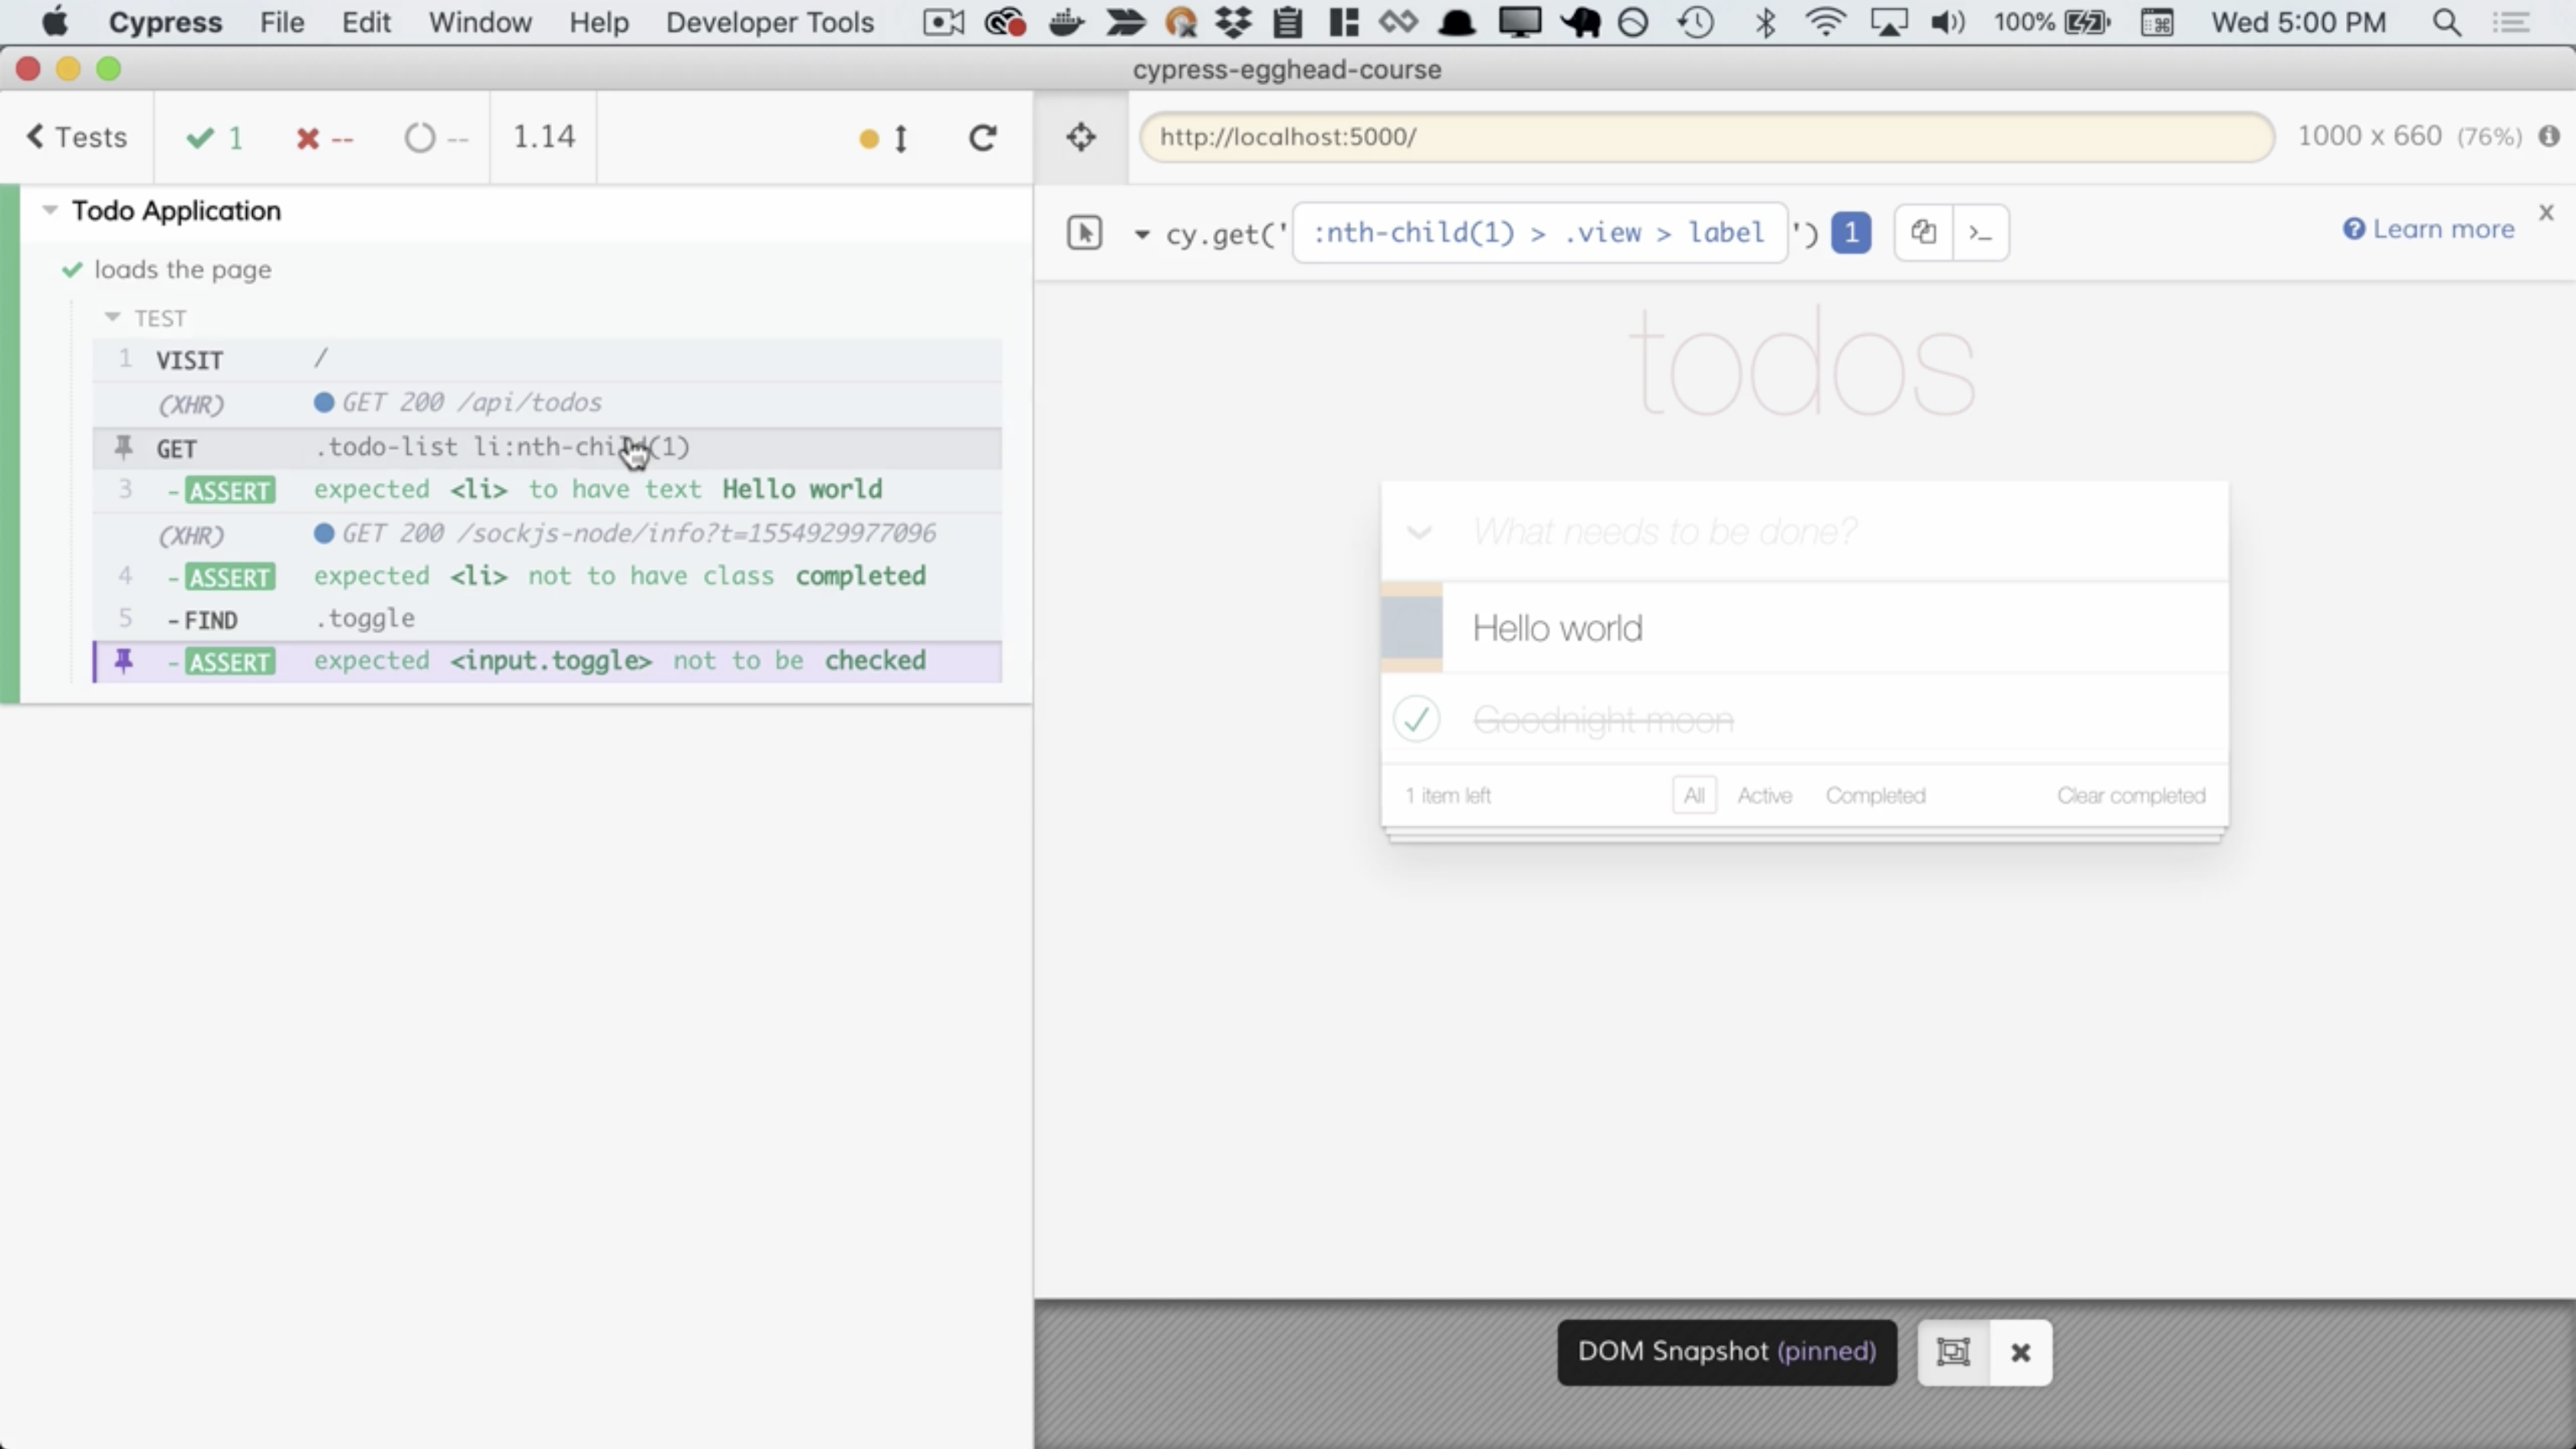 Cypress File Edit Window Help Developer Tools 100% Wed 5:00 PM
cypress-egghead-course
Tests 1 -- -- 1.14
http://localhost:5000/ 1000 x 660 (76%)
Todo Application
cy.get(' :nth-child(1) > .view > label ') 1 >_ Learn more x
loads the page
TEST
1 VISIT /
(XHR) GET 200 /api/todos
GET .todo-list li:nth-child(1)
3 -ASSERT expected <li> to have text Hello world
(XHR) GET 200 /sockjs-node/info?t=1554929977096
4 -ASSERT expected <li> not to have class completed
5 -FIND .toggle
-ASSERT expected <input.toggle> not to be checked
todos
What needs to be done?
Hello world
Goodnight moon
1 item left All Active Completed Clear completed
DOM Snapshot (pinned)